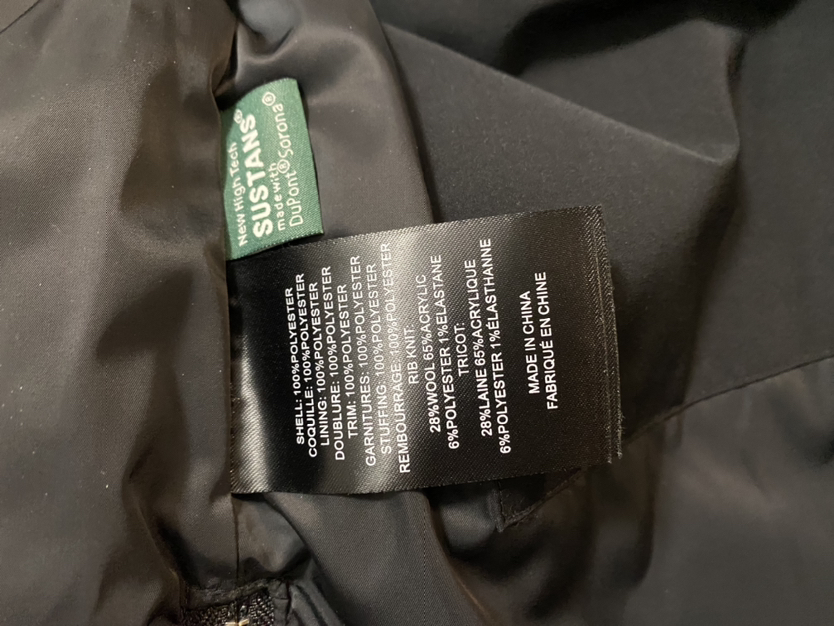 New High Tech
SUSTANS®
made with
DuPont® Sorona®
SHELL: 100%POLYESTER
COQUILLE: 100%POLYESTER
LINING: 100%POLYESTER
DOUBLURE: 100%POLYESTER
TRIM: 100%POLYESTER
GARNITURES: 100%POLYESTER
STUFFING: 100%POLYESTER
REMBOURRAGE: 100%POLYESTER
RIB KNIT:
28%WOOL 65%ACRYLIC
6%POLYESTER 1%ELASTANE
TRICOT:
28%LAINE 65%ACRYLIQUE
6%POLYESTER 1%ÉLASTHANNE
MADE IN CHINA
FABRIQUÉ EN CHINE